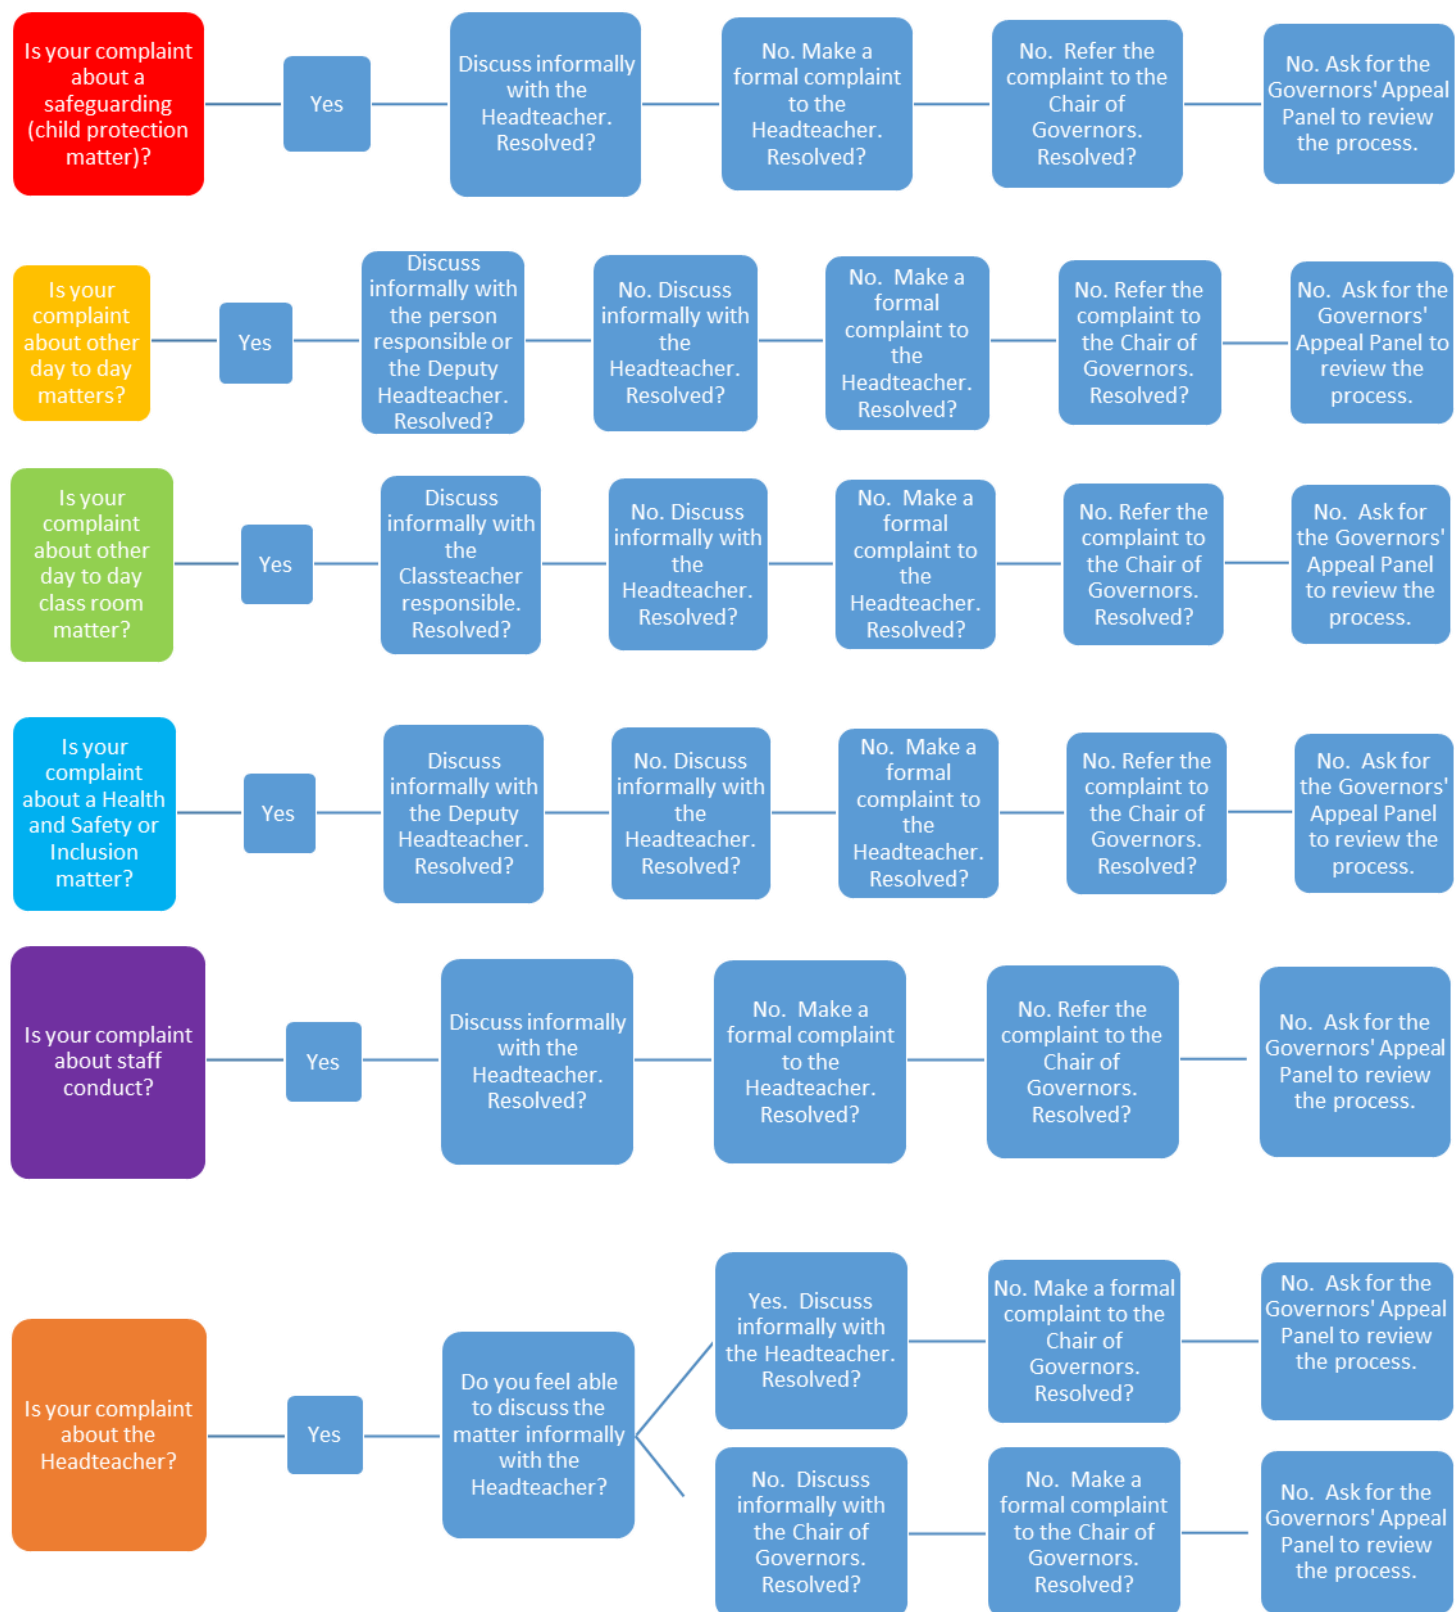 Is your complaint
about a
safeguarding
(child protection
matter)?
Yes
Discuss informally
with the
Headteacher.
Resolved?
No. Make a
formal complaint
to the
Headteacher.
Resolved?
No. Refer the
complaint to the
Chair of
Governors.
Resolved?
No. Ask for the
Governors' Appeal
Panel to review
the process.
Is your
complaint
about other
day to day
matters?
Yes
Discuss
informally with
the person
responsible or
the Deputy
Headteacher.
Resolved?
No. Discuss
informally with
the
Headteacher.
Resolved?
No. Make a
formal
complaint to
the
Headteacher.
Resolved?
No. Refer the
complaint to
the Chair of
Governors.
Resolved?
No. Ask for the
Governors'
Appeal Panel to
review the
process.
Is your
complaint
about other
day to day
class room
matter?
Yes
Discuss
informally with
the
Classteacher
responsible.
Resolved?
No. Discuss
informally with
the
Headteacher.
Resolved?
No. Make a
formal
complaint to
the
Headteacher.
Resolved?
No. Refer the
complaint to
the Chair of
Governors.
Resolved?
No. Ask for
the Governors'
Appeal Panel
to review the
process.
Is your
complaint
about a Health
and Safety or
Inclusion
matter?
Yes
Discuss
informally with
the Deputy
Headteacher.
Resolved?
No. Discuss
informally with
the
Headteacher.
Resolved?
No. Make a
formal
complaint to
the
Headteacher.
Resolved?
No. Refer the
complaint to
the Chair of
Governors.
Resolved?
No. Ask for
the Governors'
Appeal Panel
to review the
process.
Is your complaint
about staff
conduct?
Yes
Discuss informally
with the
Headteacher.
Resolved?
No. Make a
formal complaint
to the
Headteacher.
Resolved?
No. Refer the
complaint to the
Chair of
Governors.
Resolved?
No. Ask for the
Governors' Appeal
Panel to review
the process.
Is your complaint
about the
Headteacher?
Yes
Do you feel able
to discuss the
matter informally
with the
Headteacher?
Yes. Discuss
informally with
the Headteacher.
Resolved?
No. Make a formal
complaint to the
Chair of
Governors.
Resolved?
No. Ask for the
Governors' Appeal
Panel to review
the process.
No. Discuss
informally with
the Chair of
Governors.
Resolved?
No. Make a
formal complaint
to the Chair of
Governors.
Resolved?
No. Ask for the
Governors' Appeal
Panel to review
the process.